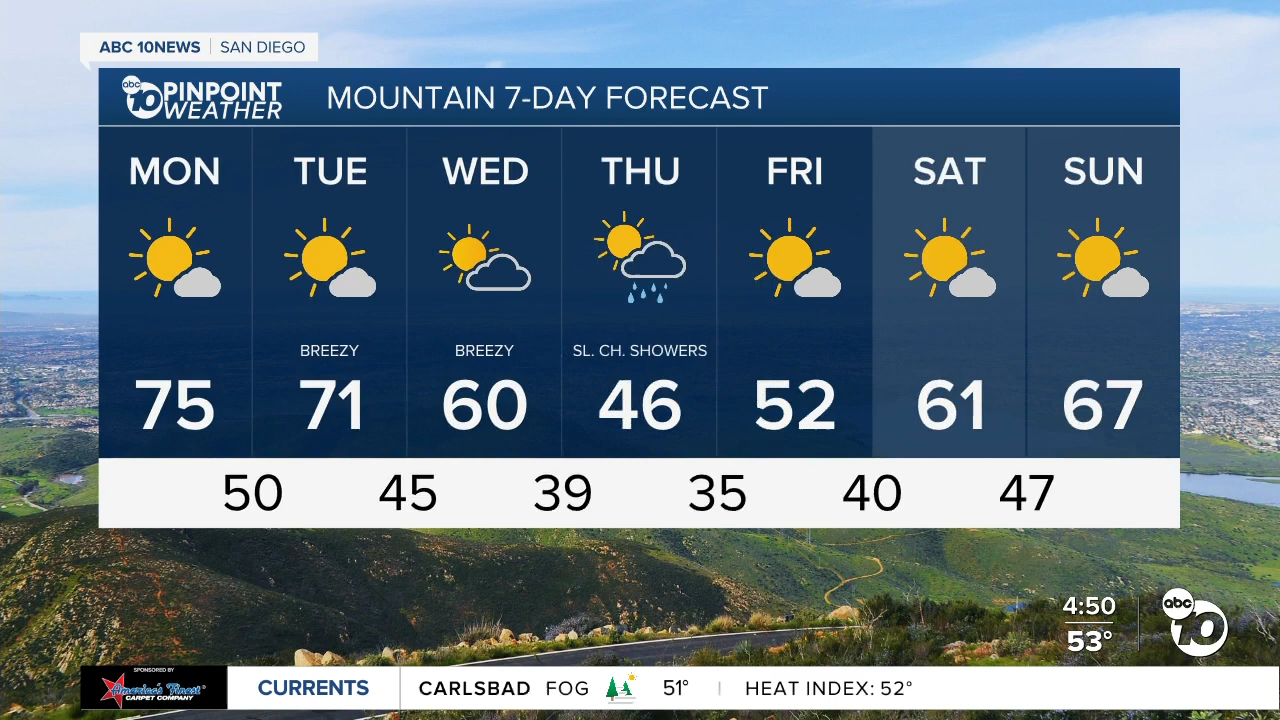 ABC 10NEWS | SAN DIEGO
abc 10 PINPOINT WEATHER
MOUNTAIN 7-DAY FORECAST
MON TUE WED THU FRI SAT SUN
BREEZY BREEZY SL. CH. SHOWERS
75 71 60 46 52 61 67
50 45 39 35 40 47
4:50
53°
abc 10
SPONSORED BY
America's Finest
CARPET COMPANY
CURRENTS
CARLSBAD FOG 51° | HEAT INDEX: 52°